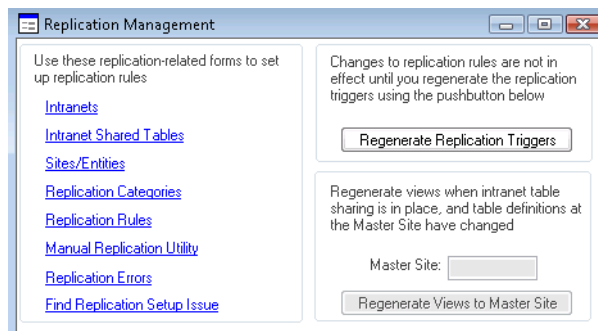 Replication Management
Use these replication-related forms to set
up replication rules
Intranets
Intranet Shared Tables
Sites/Entities
Replication Categories
Replication Rules
Manual Replication Utility
Replication Errors
Find Replication Setup Issue
Changes to replication rules are not in
effect until you regenerate the replication
triggers using the pushbutton below
Regenerate Replication Triggers
Regenerate views when intranet table
sharing is in place, and table definitions at
the Master Site have changed
Master Site:
Regenerate Views to Master Site